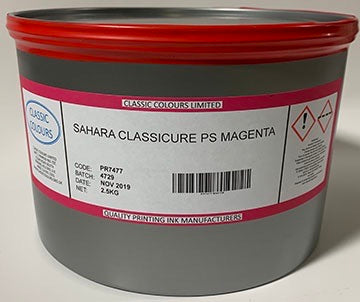 CLASSIC COLOURS LIMITED
CLASSIC
COLOURS
SAHARA CLASSICURE PS MAGENTA
CODE: PR7477
BATCH: 4729
DATE: NOV 2019
NET: 2.5KG
QUALITY PRINTING INK MANUFACTURERS